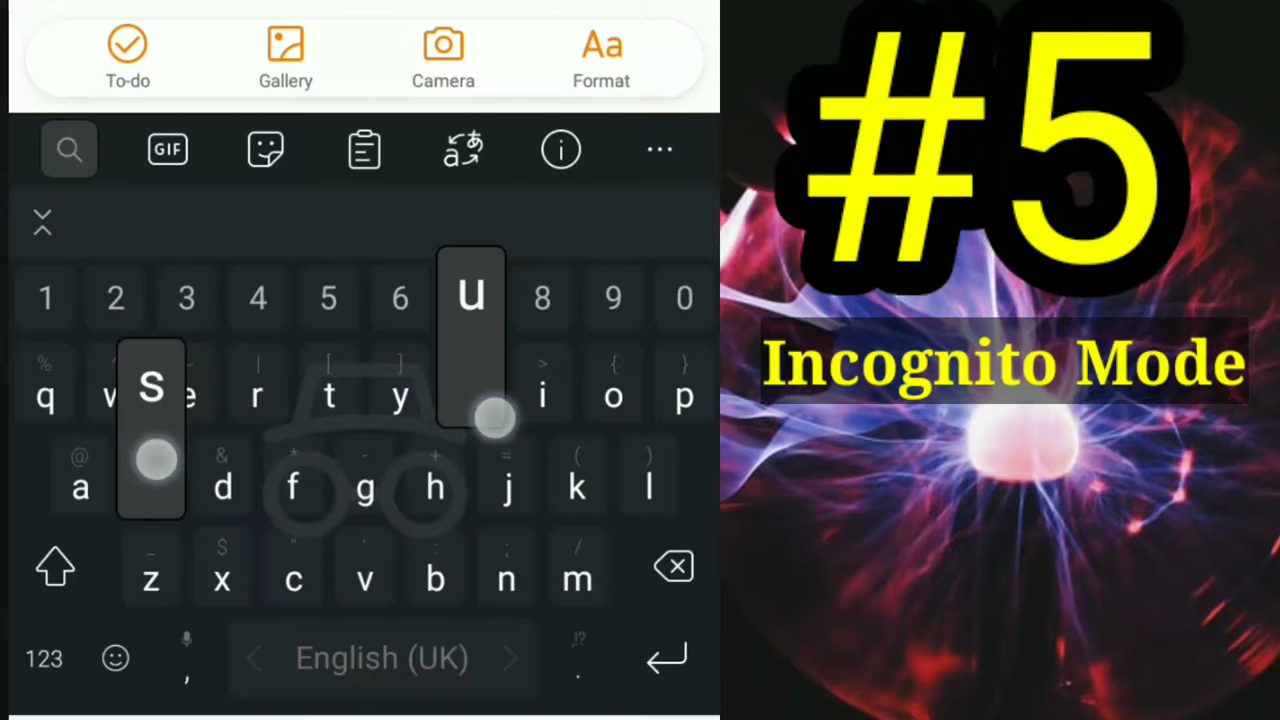 To-do Gallery Camera Format
GIF a あ i ...
1 2 3 4 5 6 u 8 9 0
% | [ ] > { }
q w e r t y i o p
s
@ & * - + = ( )
a d f g h j k l
_ $ " ' : ; /
z x c v b n m
123 , English (UK) ,!? .
#5
Incognito Mode